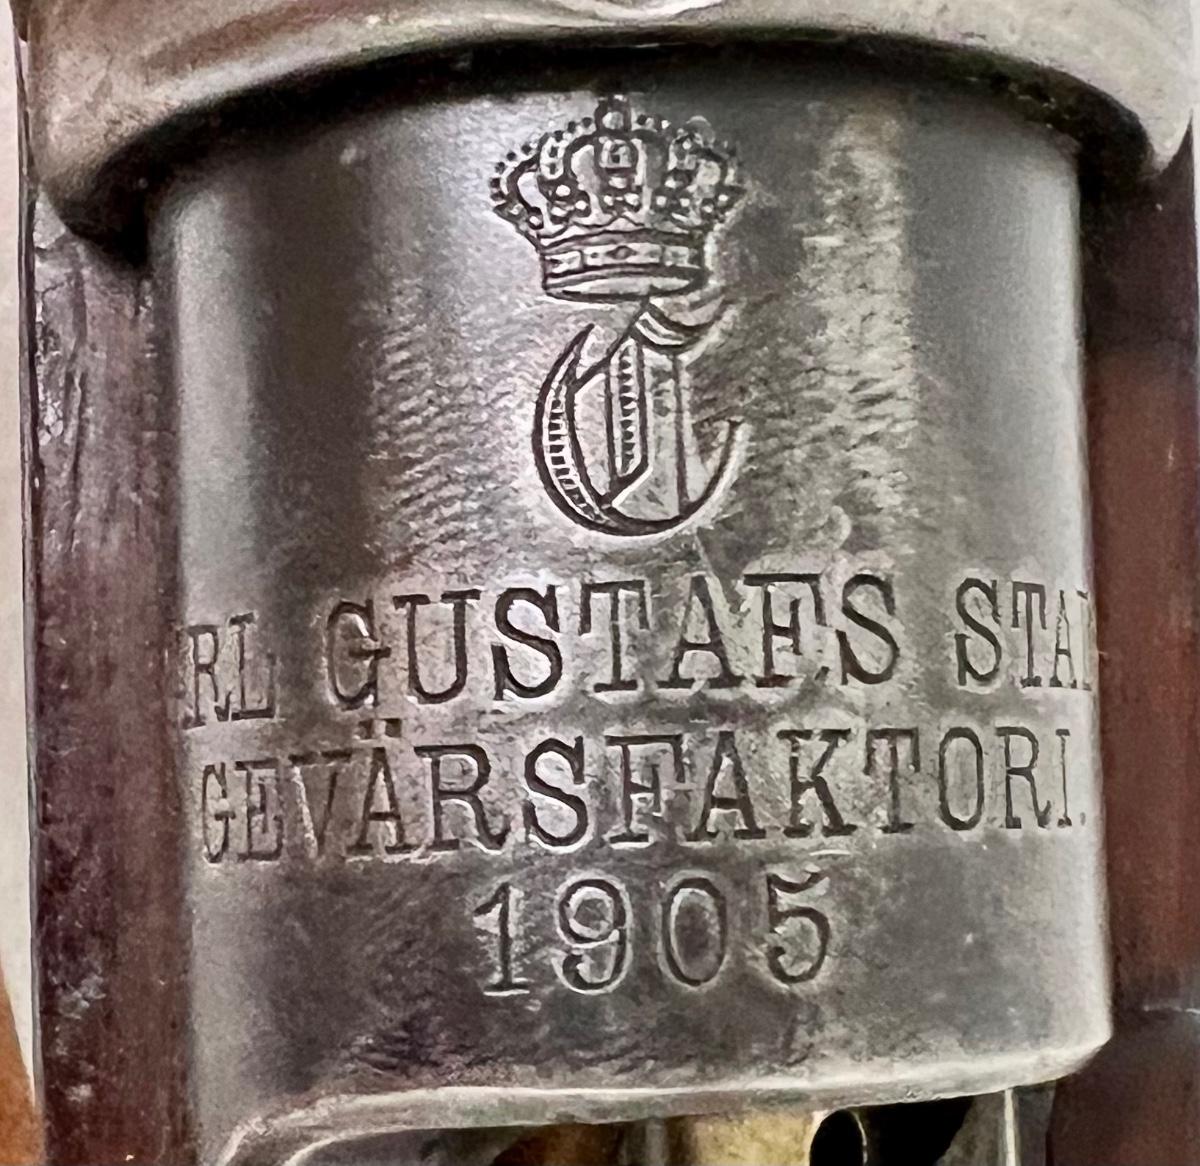 C
RL GUSTAFS STA
GEVÄRSFAKTORI.
1905